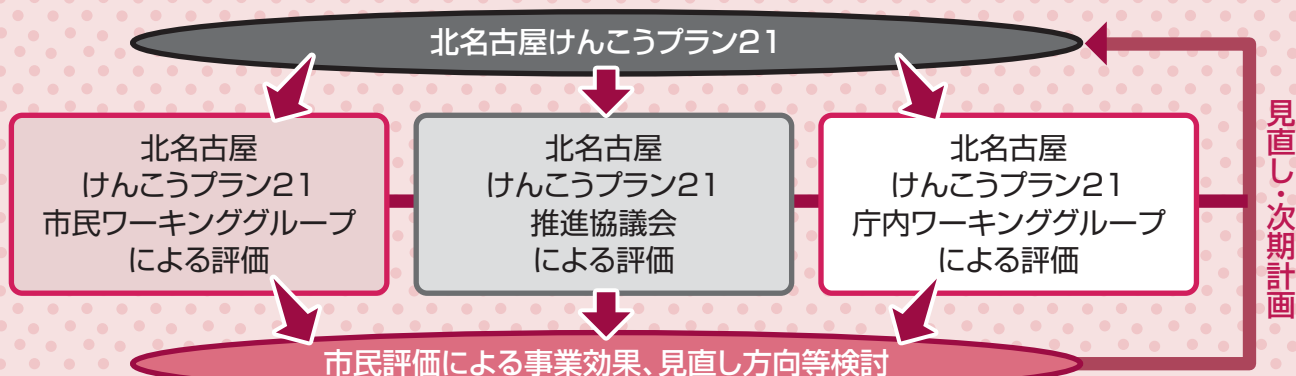 北名古屋けんこうプラン21
北名古屋
けんこうプラン21
市民ワーキンググループ
による評価
北名古屋
けんこうプラン21
推進協議会
による評価
北名古屋
けんこうプラン21
庁内ワーキンググループ
による評価
見直し・次期計画
市民評価による事業効果、見直し方向等検討